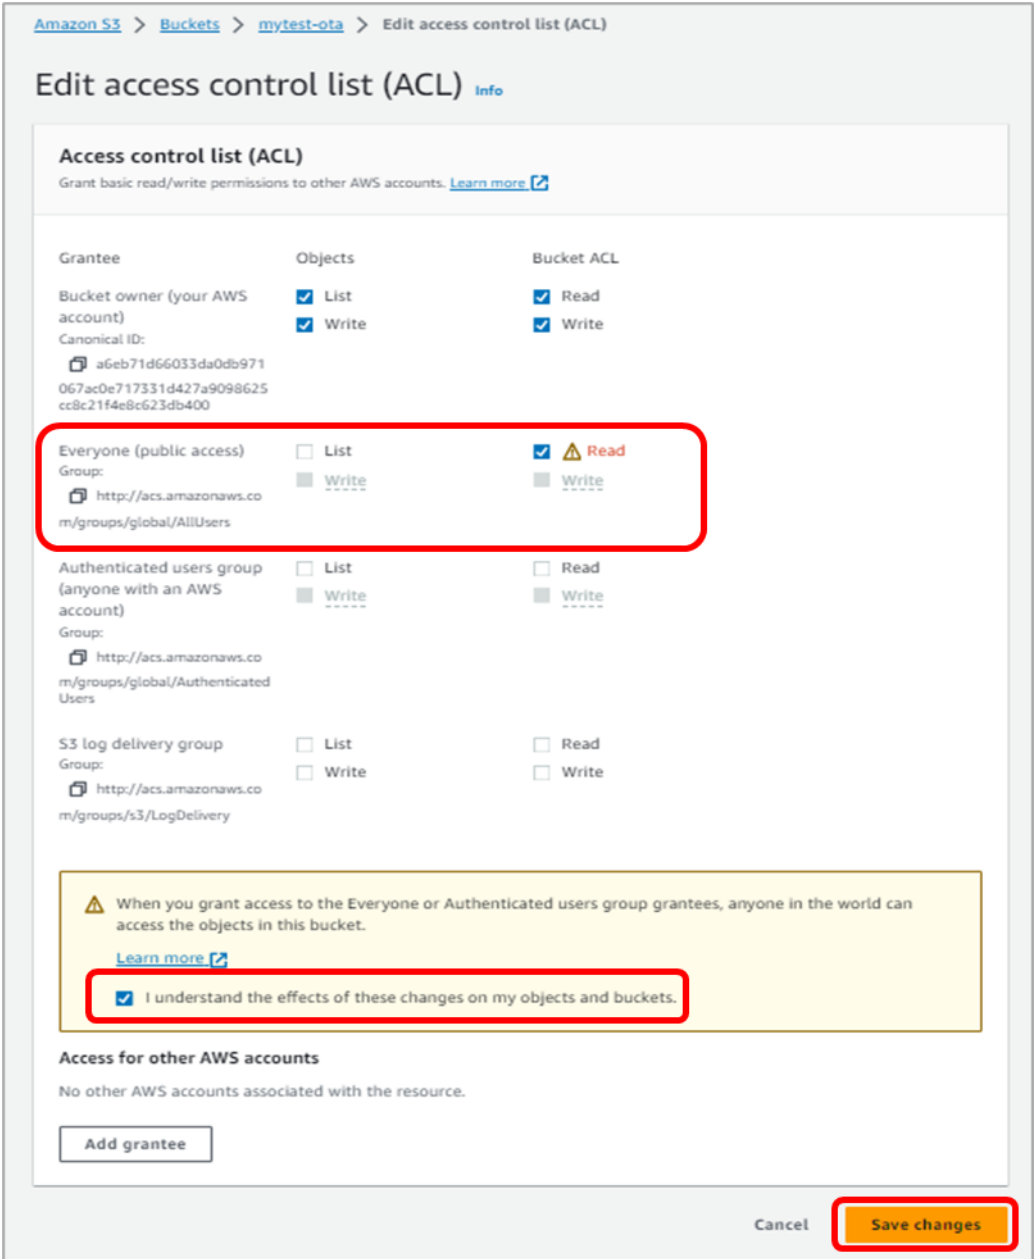 Amazon S3 > Buckets > mytest-ota > Edit access control list (ACL)
Edit access control list (ACL) Info
Access control list (ACL)
Grant basic read/write permissions to other AWS accounts. Learn more
Grantee Objects Bucket ACL
Bucket owner (your AWS List Read
account) Write Write
Canonical ID:
a6eb71d66033da0db971
067ac0e717331d427a9098625
cc8c21f4e8c623db400
Everyone (public access) List Read
Group: Write Write
http://acs.amazonaws.co
m/groups/global/AllUsers
Authenticated users group List Read
(anyone with an AWS Write Write
account)
Group:
http://acs.amazonaws.co
m/groups/global/Authenticated
Users
S3 log delivery group List Read
Group: Write Write
http://acs.amazonaws.co
m/groups/s3/LogDelivery
When you grant access to the Everyone or Authenticated users group grantees, anyone in the world can
access the objects in this bucket.
Learn more
I understand the effects of these changes on my objects and buckets.
Access for other AWS accounts
No other AWS accounts associated with the resource.
Add grantee
Cancel Save changes